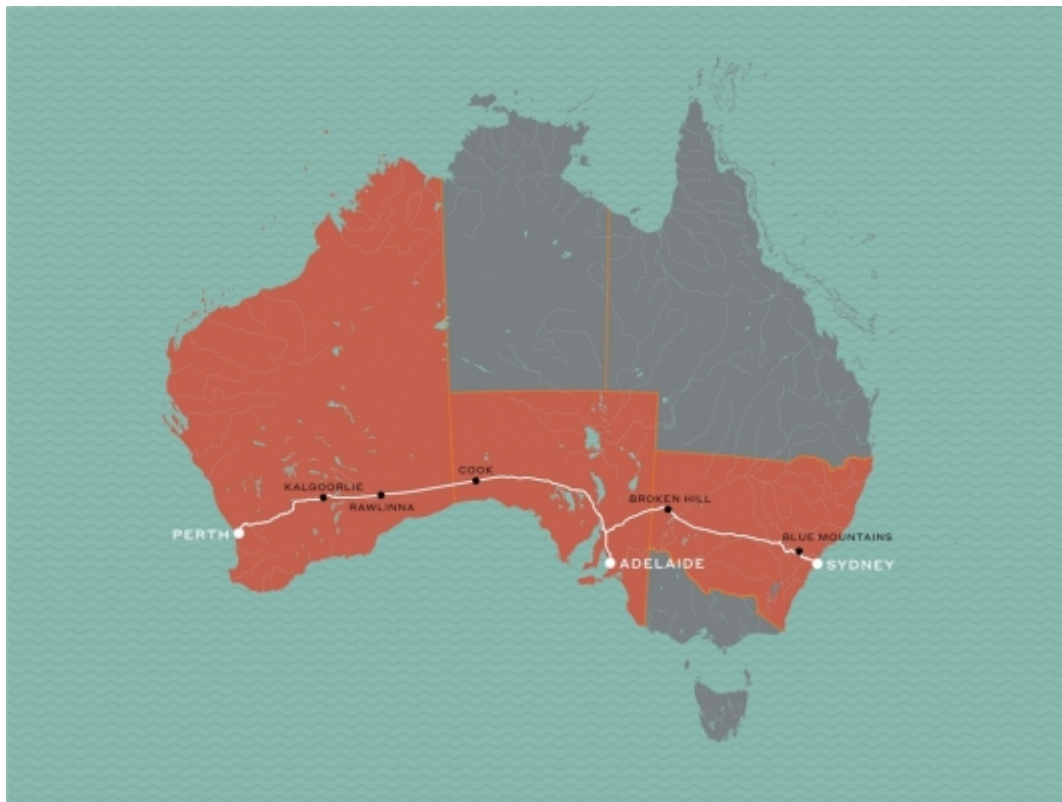 COOK
KALGOORLIE
RAWLINNA
BROKEN HILL
PERTH
BLUE MOUNTAINS
ADELAIDE
SYDNEY